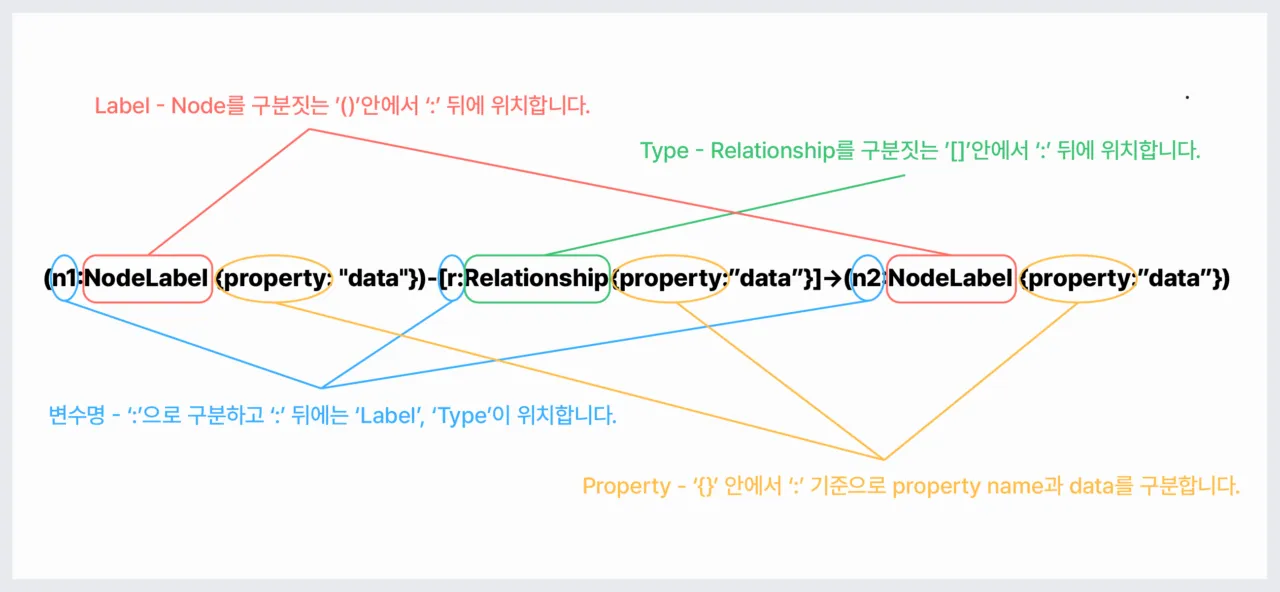 Label - Node를 구분짓는 ‘()’안에서 ‘:’ 뒤에 위치합니다.
Type - Relationship를 구분짓는 ‘[]’안에서 ‘:’ 뒤에 위치합니다.
(n1:NodeLabel {property: "data"})-[r:Relationship{property:”data”}]→(n2:NodeLabel {property:”data”})
변수명 - ‘:’으로 구분하고 ‘:’ 뒤에는 ‘Label’, ‘Type’이 위치합니다.
Property - ‘{}’ 안에서 ‘:’ 기준으로 property name과 data를 구분합니다.